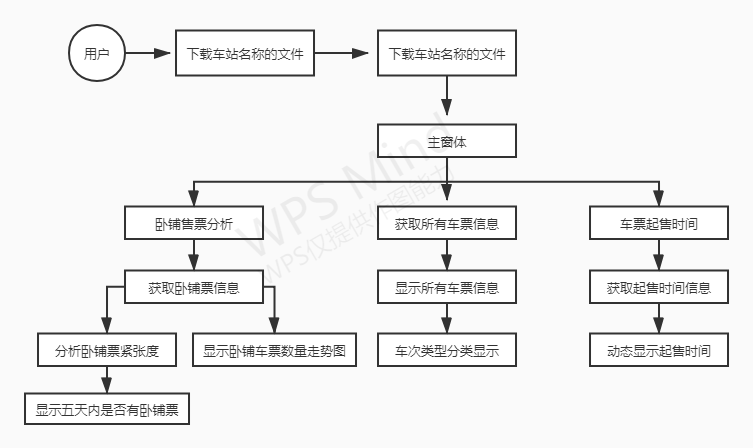 用户
下载车站名称的文件
下载车站名称的文件
主窗体
卧铺售票分析
获取所有车票信息
车票起售时间
获取卧铺票信息
显示所有车票信息
获取起售时间信息
分析卧铺票紧张度
显示卧铺车票数量走势图
车次类型分类显示
动态显示起售时间
显示五天内是否有卧铺票
WPS Mind
WPS仅提供作图能力